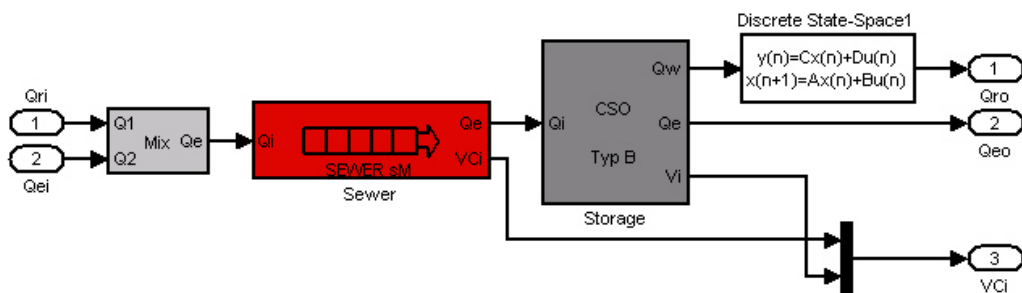 Discrete State-Space1
y(n)=Cx(n)+Du(n)
x(n+1)=Ax(n)+Bu(n)
1
Qro
Qri
1
2
Qei
Q1
Q2
Mix
Qe
Qi
Qe
VCi
SEWER sM
Sewer
Qi
CSO
Typ B
Qw
Qe
Vi
Storage
2
Qeo
3
VCi